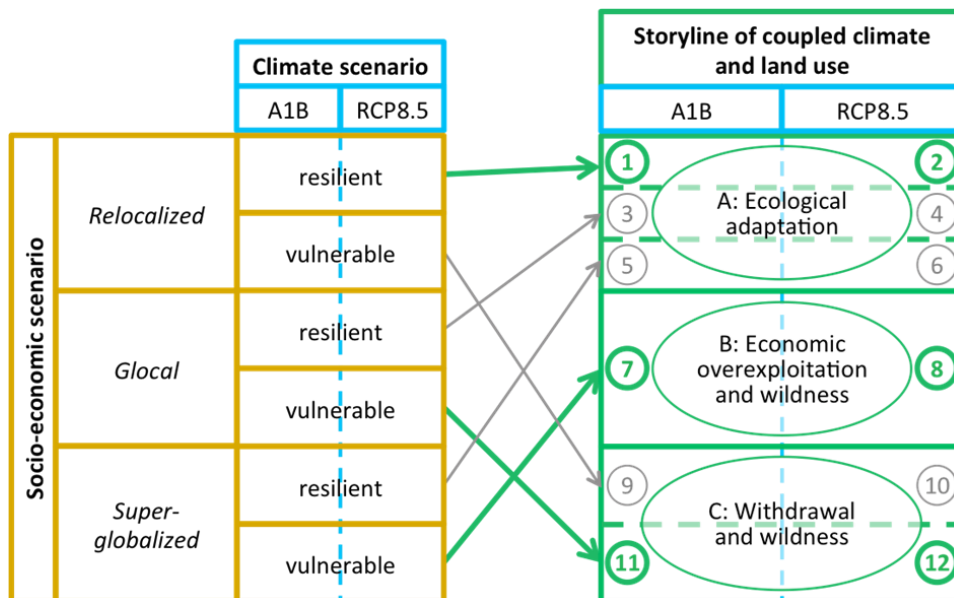 Climate scenario
A1B
RCP8.5
Storyline of coupled climate
and land use
A1B
RCP8.5
Socio-economic scenario
Relocalized
resilient
vulnerable
Glocal
resilient
vulnerable
Super-
globalized
resilient
vulnerable
1
2
3
4
5
6
A: Ecological
adaptation
7
8
B: Economic
overexploitation
and wildness
9
10
C: Withdrawal
and wildness
11
12